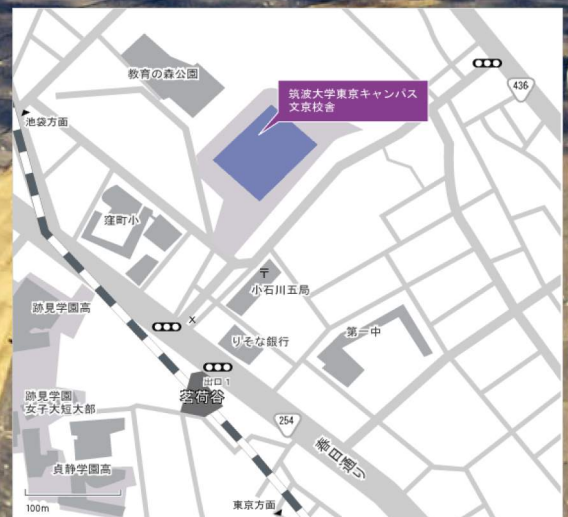 教育の森公園
筑波大学東京キャンパス
文京校舎
436
池袋方面
窪町小
〒
小石川五局
跡見学園高
X
りそな銀行
第一中
出口1
茗荷谷
跡見学園
女子大短大部
254
春日通り
貞静学園高
100m
東京方面